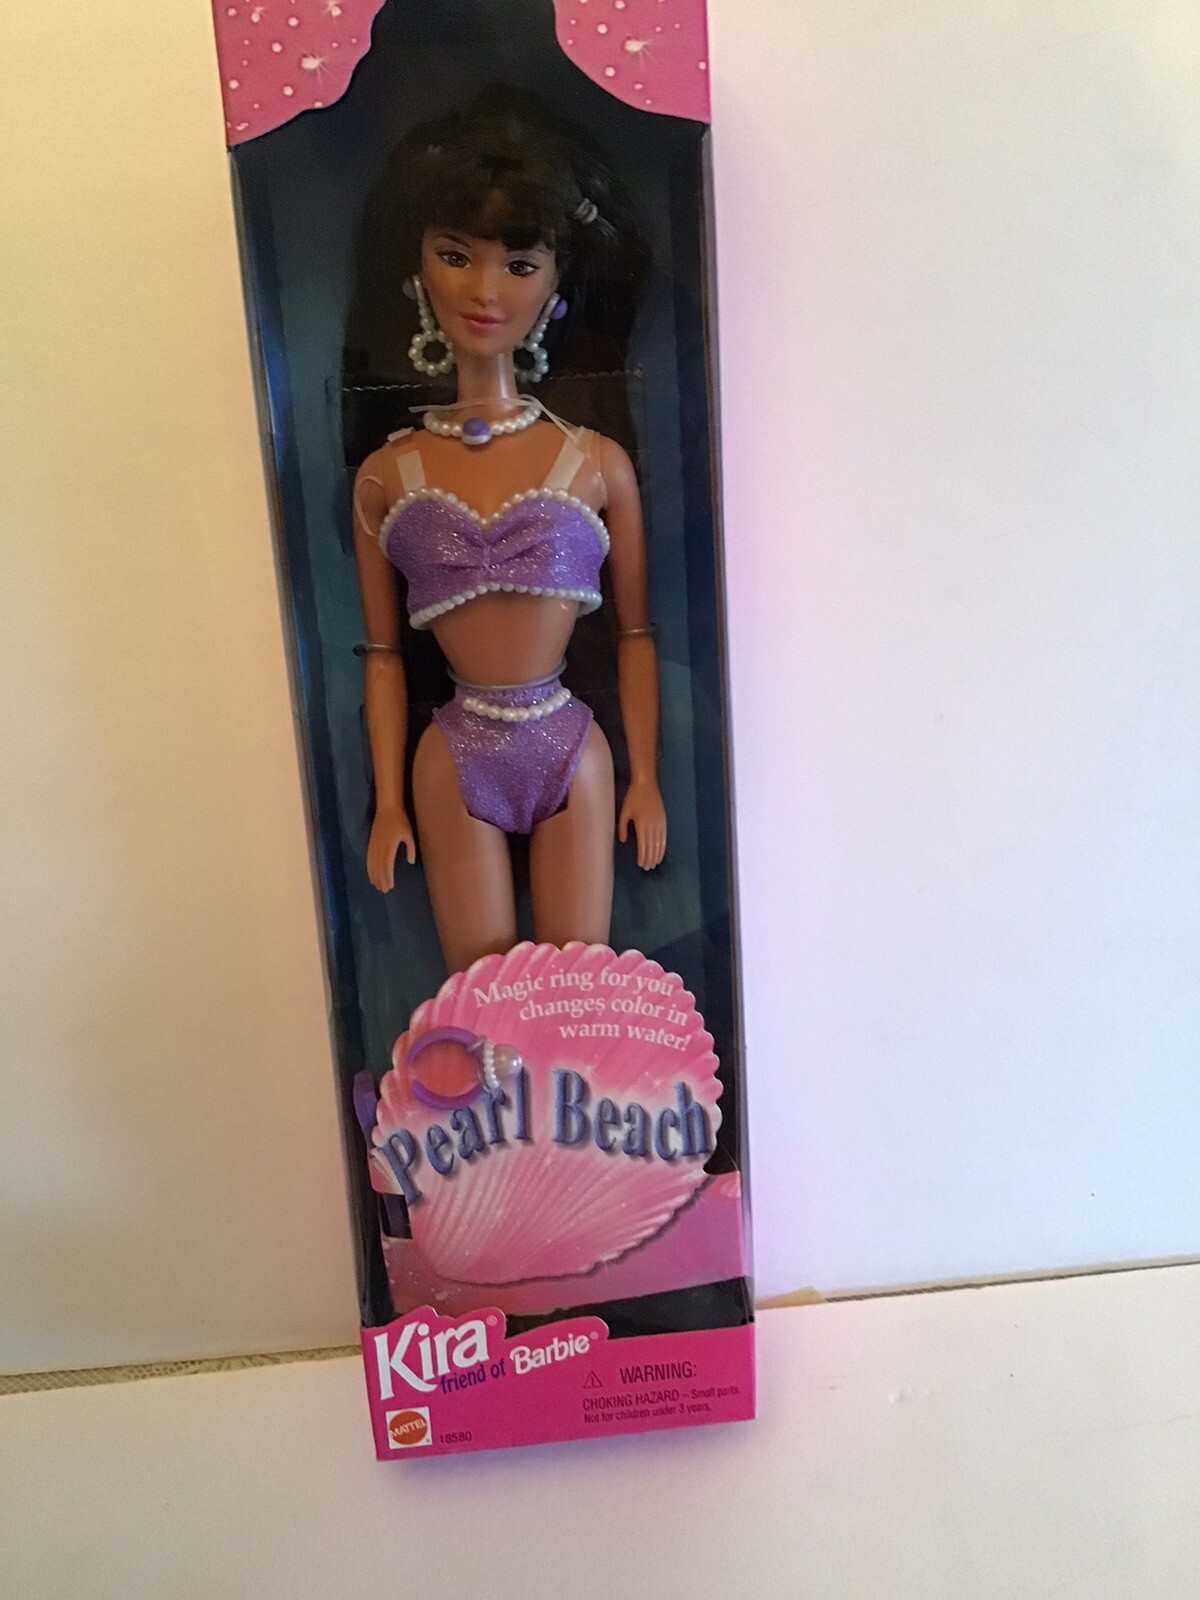 Magic ring for you
changes color in
warm water!
Pearl Beach
Kira®
friend of Barbie®
WARNING:
CHOKING HAZARD – Small parts.
Not for children under 3 years.
MATTEL
18580